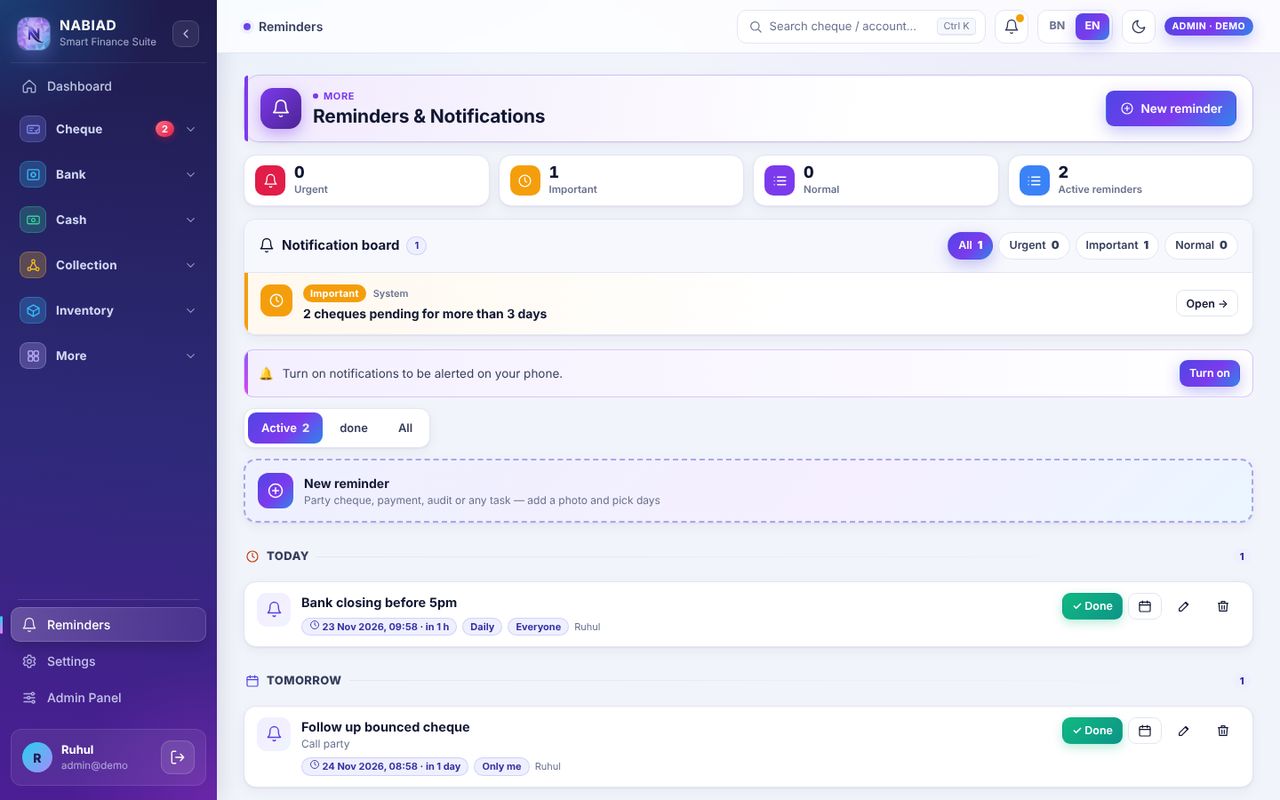 NABIAD
Smart Finance Suite
Dashboard
Cheque 2
Bank
Cash
Collection
Inventory
More
Reminders
Settings
Admin Panel
R
Ruhul
admin@demo
Reminders
Search cheque / account...
Ctrl K
BN EN
ADMIN · DEMO
MORE
Reminders & Notifications
New reminder
0
Urgent
1
Important
0
Normal
2
Active reminders
Notification board 1
All 1 Urgent 0 Important 1 Normal 0
Important System
2 cheques pending for more than 3 days
Open →
Turn on notifications to be alerted on your phone.
Turn on
Active 2 done All
New reminder
Party cheque, payment, audit or any task — add a photo and pick days
TODAY 1
Bank closing before 5pm
23 Nov 2026, 09:58 · in 1 h Daily Everyone Ruhul
✓ Done
TOMORROW 1
Follow up bounced cheque
Call party
24 Nov 2026, 08:58 · in 1 day Only me Ruhul
✓ Done